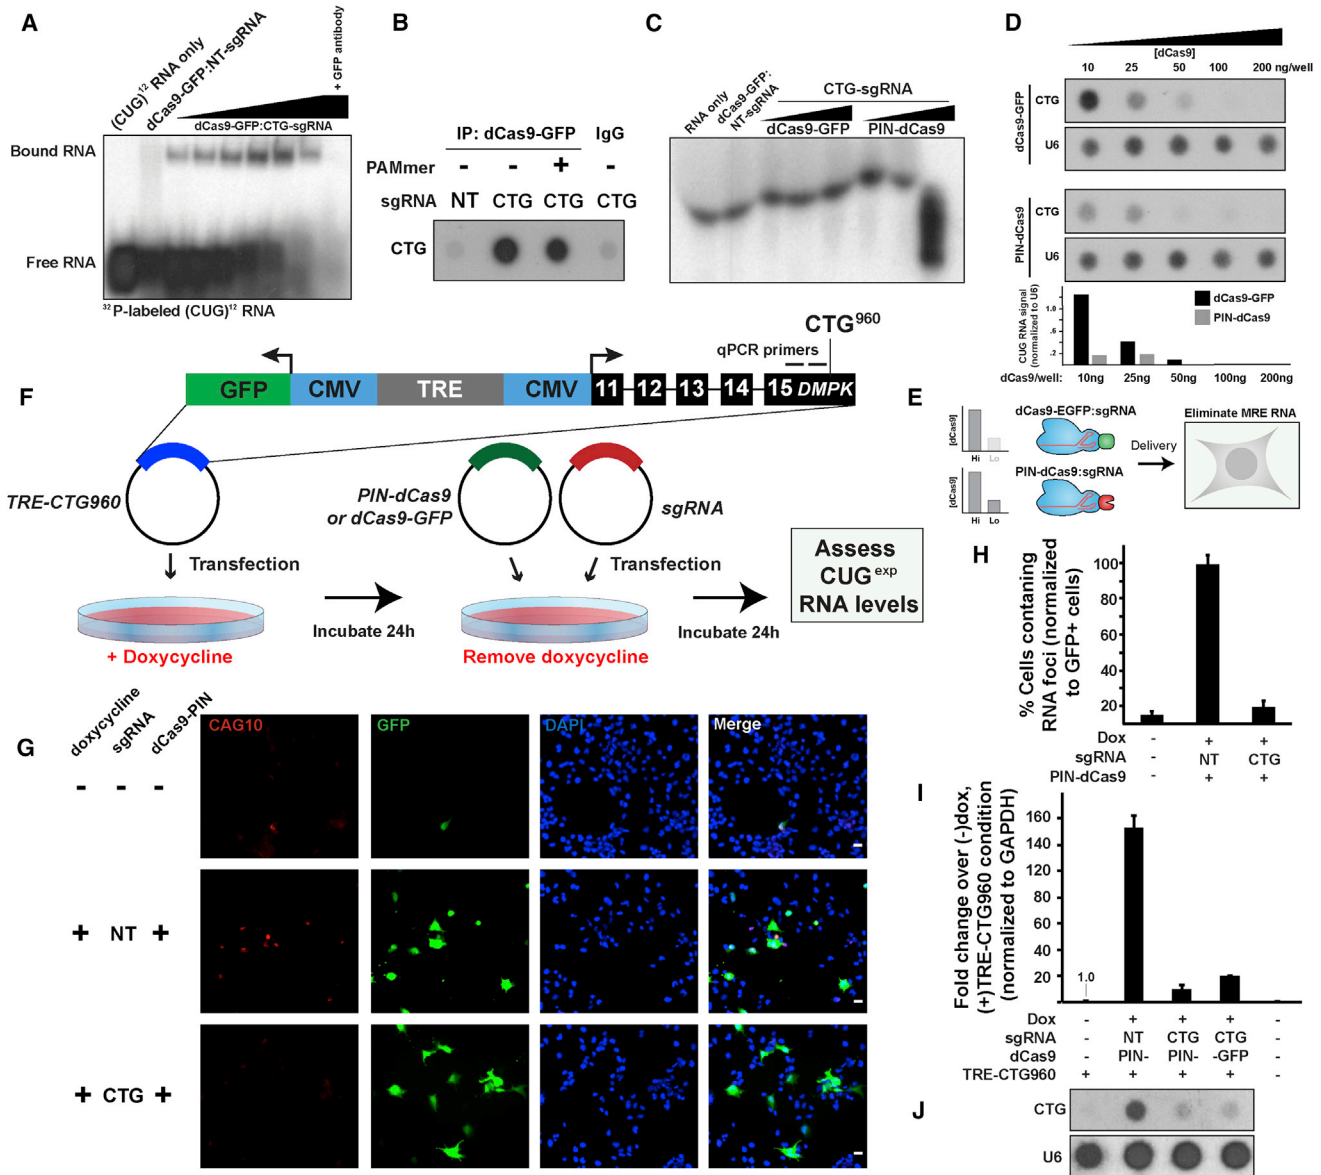 A
(CUG)12 RNA only
dCas9-GFP:NT-sgRNA
+ GFP antibody
dCas9-GFP:CTG-sgRNA
Bound RNA
Free RNA
32P-labeled (CUG)12 RNA
B
IP: dCas9-GFP IgG
PAMmer - - + -
sgRNA NT CTG CTG CTG
CTG
C
RNA only
dCas9-GFP:
NT-sgRNA
CTG-sgRNA
dCas9-GFP PIN-dCas9
D
[dCas9]
10 25 50 100 200 ng/well
dCas9-GFP
CTG
U6
PIN-dCas9
CTG
U6
CUG RNA signal
(normalized to U6)
1.0
.6
.2
dCas9-GFP
PIN-dCas9
dCas9/well: 10ng 25ng 50ng 100ng 200ng
E
[dCas9]
Hi Lo
dCas9-EGFP:sgRNA
[dCas9]
Hi Lo
PIN-dCas9:sgRNA
Delivery
Eliminate MRE RNA
F
CTG960
qPCR primers
GFP CMV TRE CMV 11 12 13 14 15 DMPK
TRE-CTG960
PIN-dCas9
or dCas9-GFP
sgRNA
Transfection
Transfection
Incubate 24h
Incubate 24h
+ Doxycycline
Remove doxycycline
Assess
CUGexp
RNA levels
G
doxycycline
sgRNA
dCas9-PIN
CAG10 GFP DAPI Merge
- - -
+ NT +
+ CTG +
H
% Cells containing
RNA foci (normalized
to GFP+ cells)
100
80
60
40
20
Dox - + +
sgRNA - NT CTG
PIN-dCas9 - + +
I
Fold change over (-)dox,
(+)TRE-CTG960 condition
(normalized to GAPDH)
160
140
120
60
60
40
20
1.0
Dox - + + + -
sgRNA - NT CTG CTG -
dCas9 - PIN- PIN- -GFP -
TRE-CTG960 + + + + -
J
CTG
U6